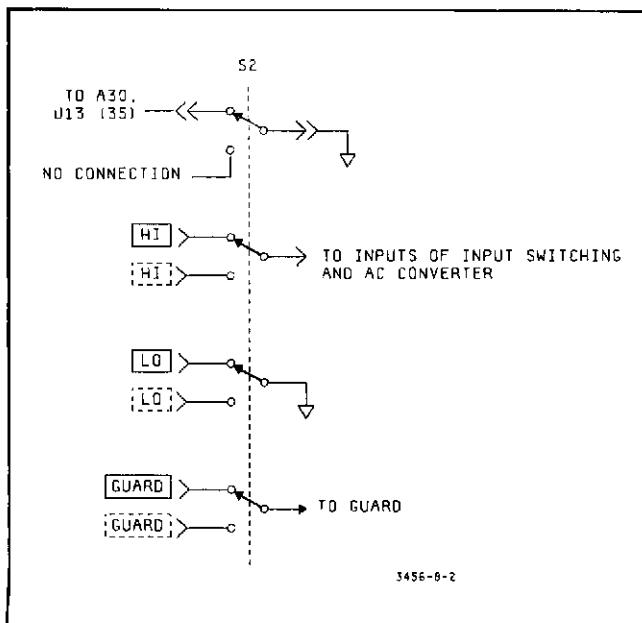 S2
TO A30,
U13 (35)
NO CONNECTION
HI
HI
TO INPUTS OF INPUT SWITCHING
AND AC CONVERTER
LO
LO
GUARD
TO GUARD
GUARD
3456-8-2